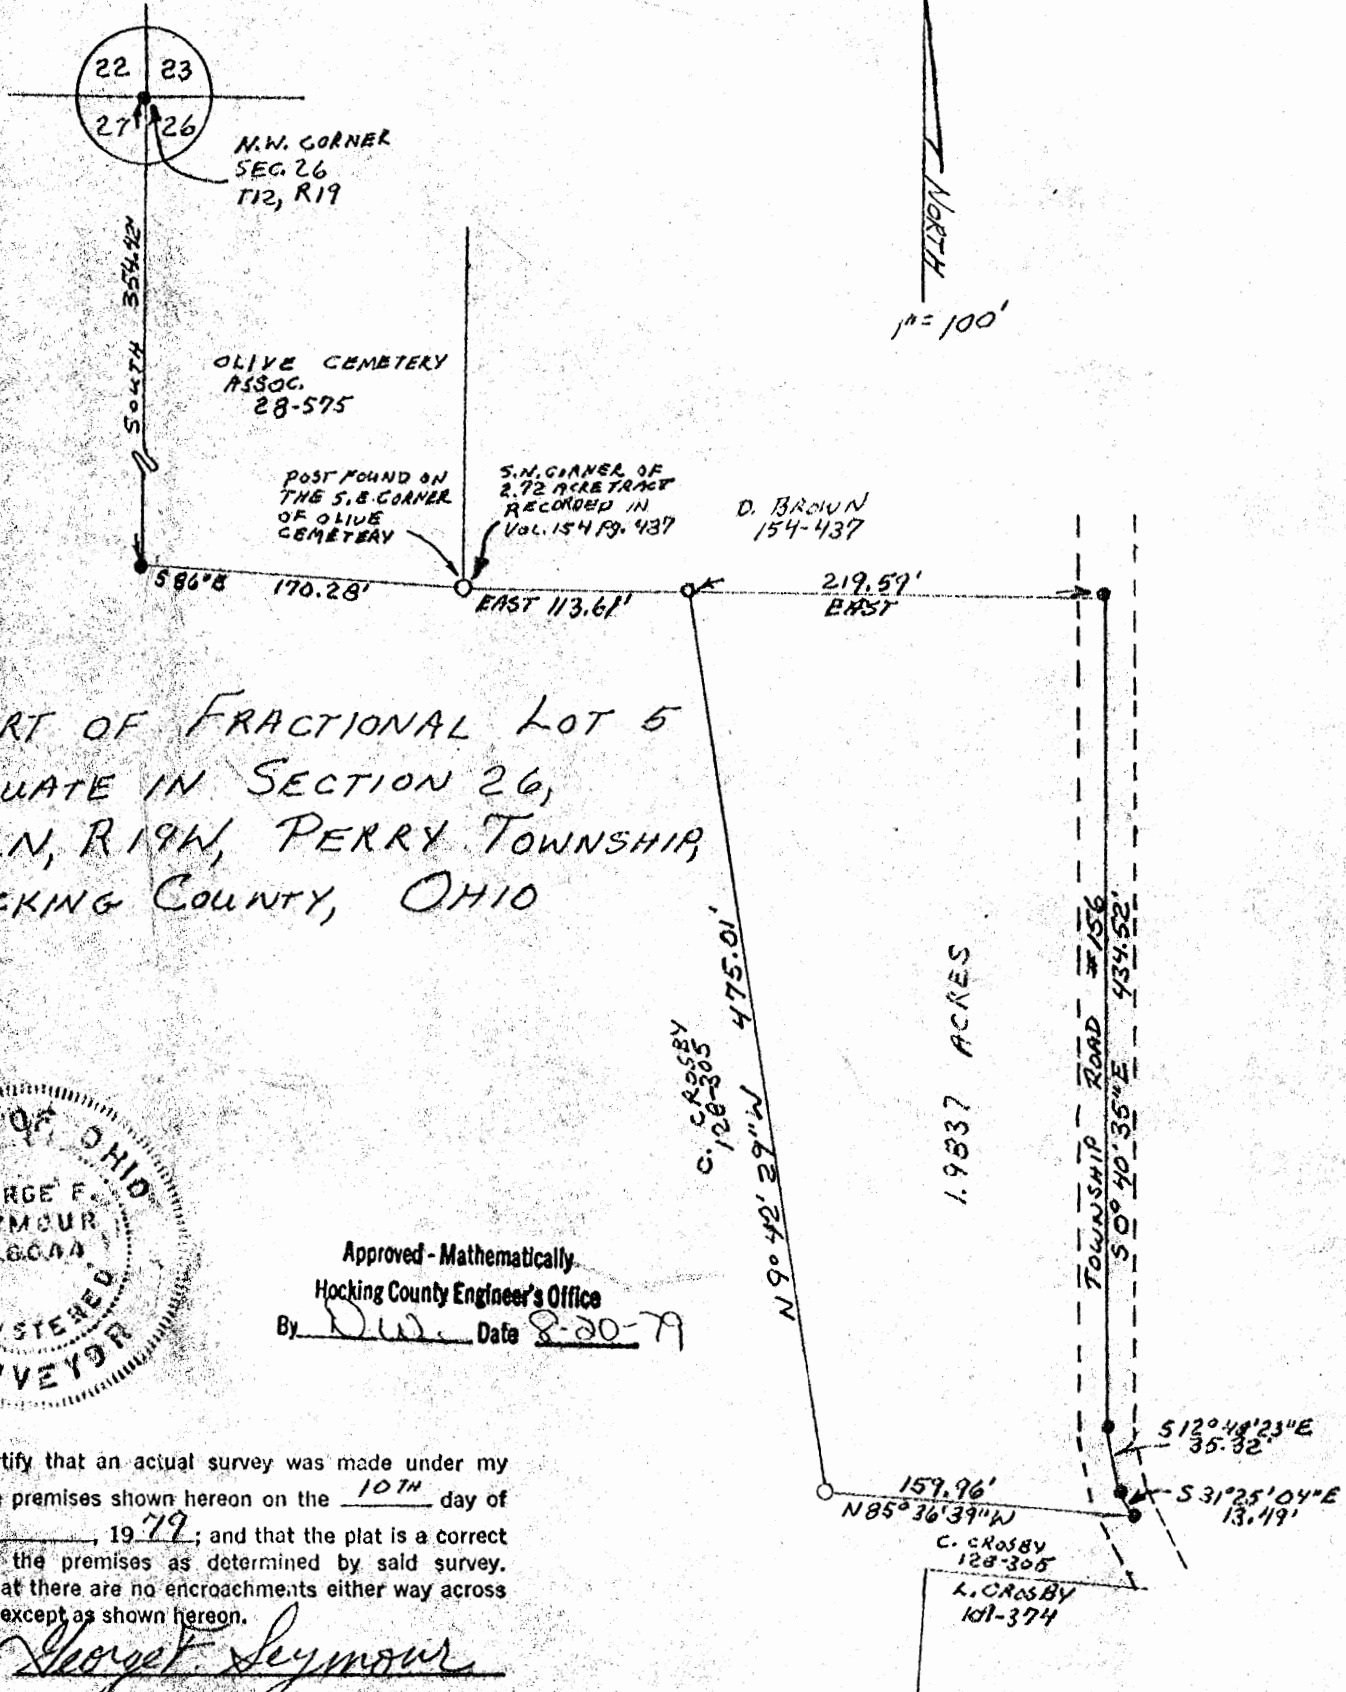 22 23
27 26
N.W. CORNER
SEC. 26
T12, R19
SOUTH 354.42'
NORTH
1"= 100'
OLIVE CEMETERY
ASSOC.
28-575
POST FOUND ON
THE S.E. CORNER
OF OLIVE
CEMETERY
S.W. CORNER OF
2.72 ACRE TRACT
RECORDED IN
VOL. 154 Pg. 437
D. BROWN
154-437
S 86° E 170.28'
EAST 113.61'
219.59'
EAST
RT OF FRACTIONAL LOT 5
UATE IN SECTION 26,
N, R19W, PERRY TOWNSHIP,
CKING COUNTY, OHIO
N 9° 42' 29" W 475.01'
C. CROSBY
128-305
1.9837 ACRES
TOWNSHIP ROAD #156
S 0° 40' 35" E 434.52'
OF OHIO
RGE F.
YMOUR
STERED
VEYOR
Approved - Mathematically
Hocking County Engineer's Office
By D.W. Date 8-20-79
S 12° 48' 23" E
35.32'
S 31° 25' 04" E
13.49'
159.96'
N 85° 36' 39" W
C. CROSBY
128-305
L. CROSBY
-374
tify that an actual survey was made under my
premises shown hereon on the 10TH day of
, 1979; and that the plat is a correct
the premises as determined by said survey.
at there are no encroachments either way across
except as shown hereon.
George F. Seymour